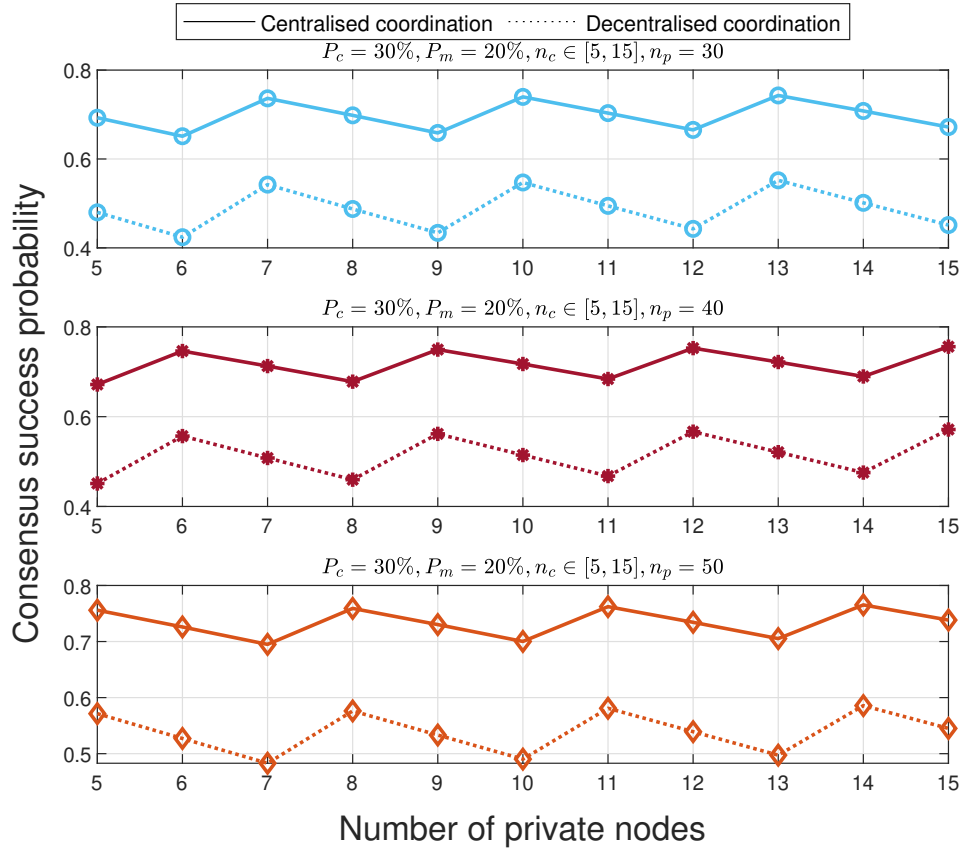 Centralised coordination Decentralised coordination
P_c = 30%, P_m = 20%, n_c ∈ [5, 15], n_p = 30
0.8
0.6
0.4
5 6 7 8 9 10 11 12 13 14 15
P_c = 30%, P_m = 20%, n_c ∈ [5, 15], n_p = 40
0.8
0.6
0.4
5 6 7 8 9 10 11 12 13 14 15
P_c = 30%, P_m = 20%, n_c ∈ [5, 15], n_p = 50
0.8
0.7
0.6
0.5
5 6 7 8 9 10 11 12 13 14 15
Consensus success probability
Number of private nodes